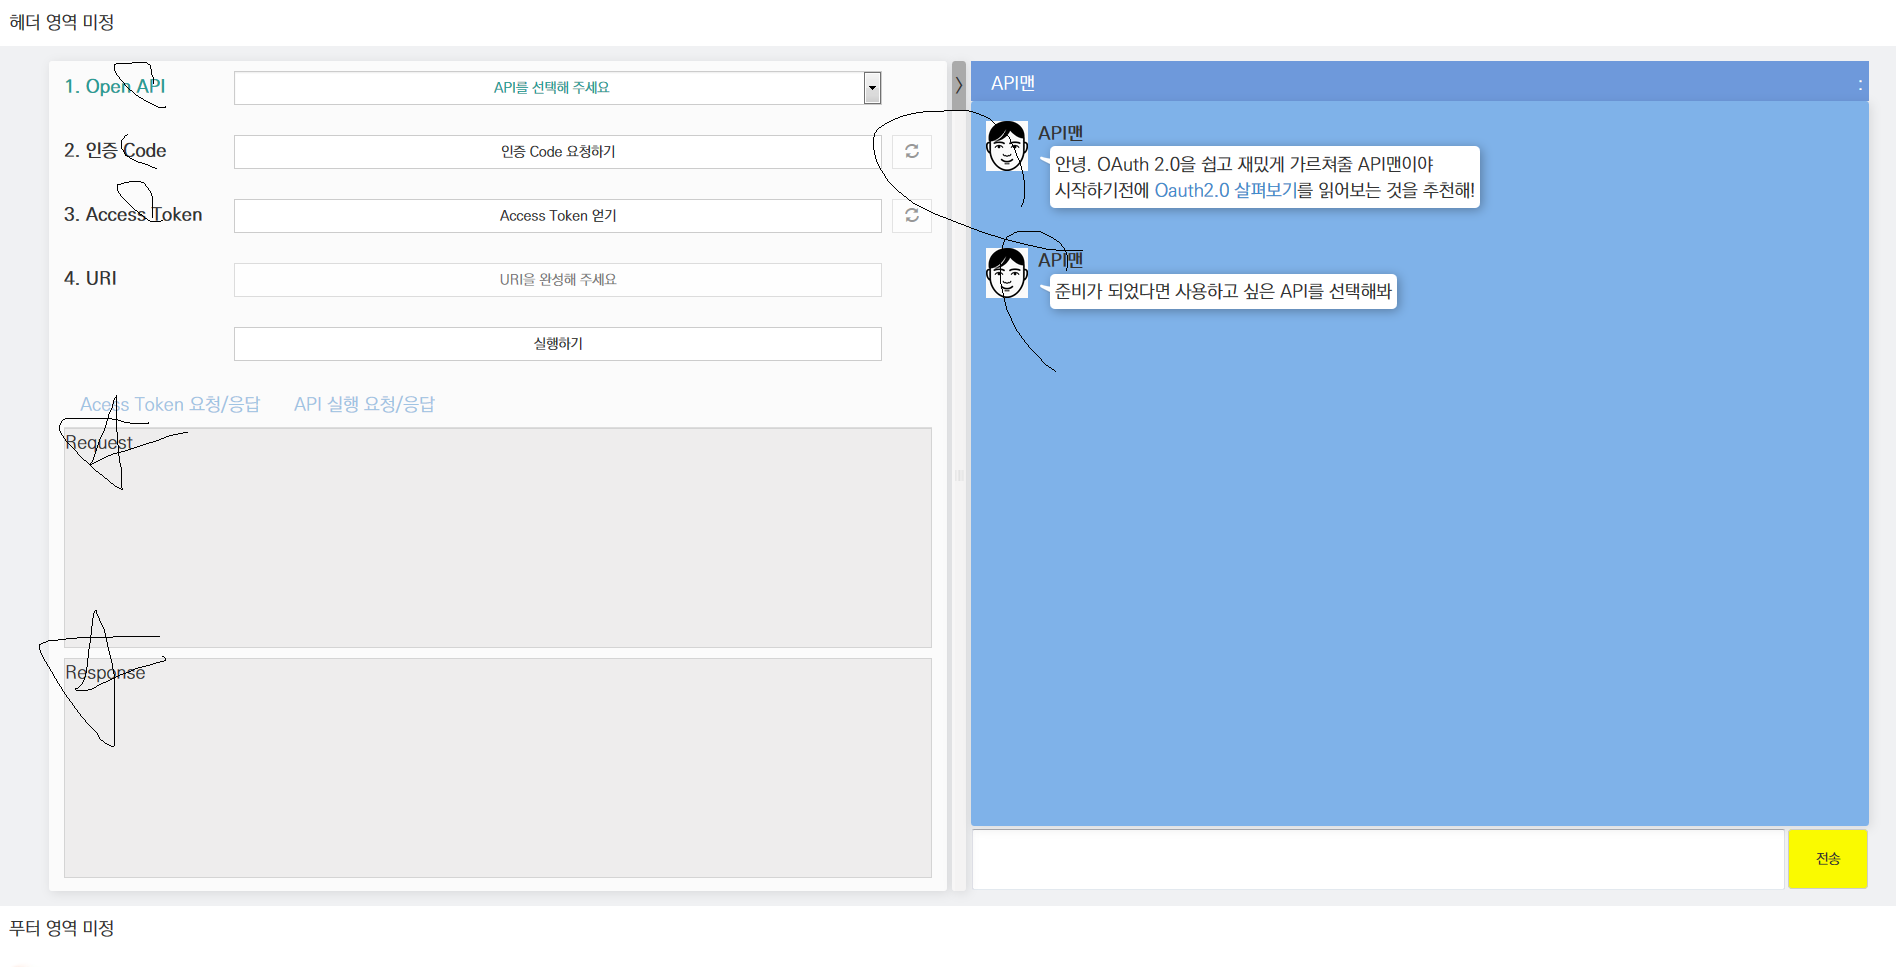 헤더 영역 미정
1. Open API
API를 선택해 주세요
2. 인증 Code
인증 Code 요청하기
3. Access Token
Access Token 얻기
4. URI
URI을 완성해 주세요
실행하기
Acess Token 요청/응답 API 실행 요청/응답
Request
Response
API맨
:
API맨
안녕. OAuth 2.0을 쉽고 재밌게 가르쳐줄 API맨이야
시작하기전에 Oauth2.0 살펴보기를 읽어보는 것을 추천해!
API맨
준비가 되었다면 사용하고 싶은 API를 선택해봐
전송
푸터 영역 미정